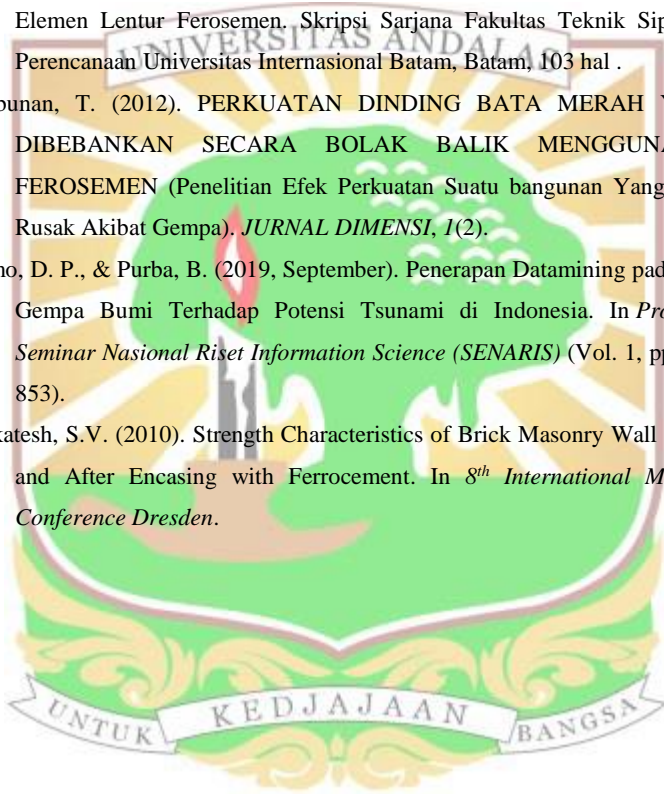 Elemen Lentur Ferosemen. Skripsi Sarjana Fakultas Teknik Sip
UNIVERSITAS ANDALAS
Perencanaan Universitas Internasional Batam, Batam, 103 hal .
bunan, T. (2012). PERKUATAN DINDING BATA MERAH Y
DIBEBANKAN SECARA BOLAK BALIK MENGGUNA
FEROSEMEN (Penelitian Efek Perkuatan Suatu bangunan Yang
Rusak Akibat Gempa). JURNAL DIMENSI, 1(2).
no, D. P., & Purba, B. (2019, September). Penerapan Datamining pad
Gempa Bumi Terhadap Potensi Tsunami di Indonesia. In Pro
Seminar Nasional Riset Information Science (SENARIS) (Vol. 1, pp
853).
katesh, S.V. (2010). Strength Characteristics of Brick Masonry Wall
and After Encasing with Ferrocement. In 8th International M
Conference Dresden.
UNTUK KEDJAJAAN BANGSA